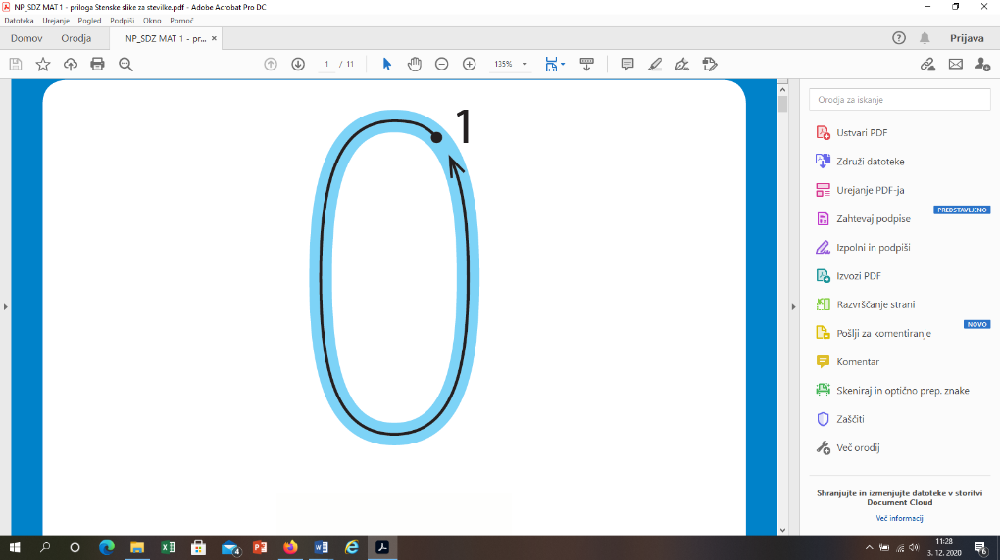 NP_SDZ MAT 1 - priloga Stenske slike za stevilke.pdf - Adobe Acrobat Pro DC
Datoteka Urejanje Pogled Podpiši Okno Pomoč
Domov Orodja NP_SDZ MAT 1 - pr... × Prijava
1 / 11 135%
1
Orodja za iskanje
Ustvari PDF
Združi datoteke
Urejanje PDF-ja
PREDSTAVLJENO
Zahtevaj podpise
Izpolni in podpiši
Izvozi PDF
Razvrščanje strani
NOVO
Pošlji za komentiranje
Komentar
Skeniraj in optično prep. znake
Zaščiti
Več orodij
Shranjujte in izmenjujte datoteke v storitvi
Document Cloud
Več informacij
4
11:28
3. 12. 2020
6